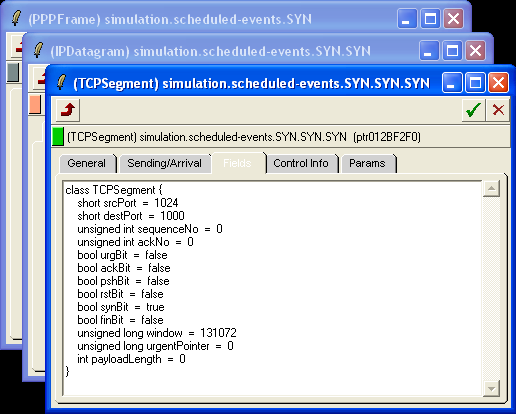 (PPPFrame) simulation.scheduled-events.SYN
(IPDatagram) simulation.scheduled-events.SYN
(TCPSegment) simulation.scheduled-events.SYN.SYN.SYN
(TCPSegment) simulation.scheduled-events.SYN.SYN.SYN (ptr012BF2F0)
General Sending/Arrival Fields Control Info Params
class TCPSegment {
short srcPort = 1024
short destPort = 1000
unsigned int sequenceNo = 0
unsigned int ackNo = 0
bool urgBit = false
bool ackBit = false
bool pshBit = false
bool rstBit = false
bool synBit = true
bool finBit = false
unsigned long window = 131072
unsigned long urgentPointer = 0
int payloadLength = 0
}